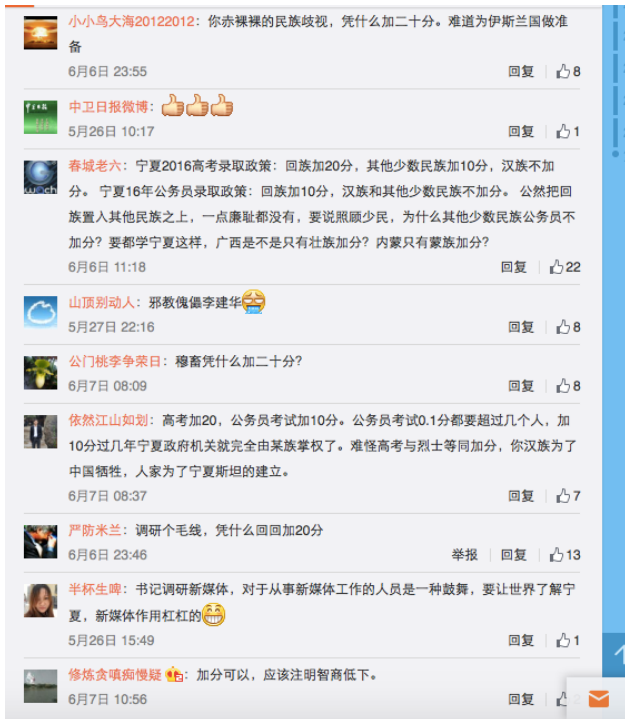 小小鸟大海20122012：你赤裸裸的民族歧视，凭什么加二十分。难道为伊斯兰国做准
备
6月6日 23:55 回复 8
中卫日报微博：
5月26日 10:17 回复 1
春城老六：宁夏2016高考录取政策：回族加20分，其他少数民族加10分，汉族不加
分。 宁夏16年公务员录取政策：回族加10分，汉族和其他少数民族不加分。 公然把回
族置入其他民族之上，一点廉耻都没有，要说照顾少民，为什么其他少数民族公务员不
加分？要都学宁夏这样，广西是不是只有壮族加分？内蒙只有蒙族加分？
6月6日 11:18 回复 22
山顶别动人：邪教傀儡李建华
5月27日 22:16 回复 8
公门桃李争荣日：穆畜凭什么加二十分？
6月7日 08:09 回复 8
依然江山如划：高考加20，公务员考试加10分。公务员考试0.1分都要超过几个人，加
10分过几年宁夏政府机关就完全由某族掌权了。难怪高考与烈士等同加分，你汉族为了
中国牺牲，人家为了宁夏斯坦的建立。
6月7日 08:37 回复 7
严防米兰：调研个毛线，凭什么回回加20分
6月6日 23:46 举报 回复 13
半杯生啤：书记调研新媒体，对于从事新媒体工作的人员是一种鼓舞，要让世界了解宁
夏，新媒体作用杠杠的
5月26日 15:49 回复 1
修炼贪嗔痴慢疑：加分可以，应该注明智商低下。
6月7日 10:56 回复 2